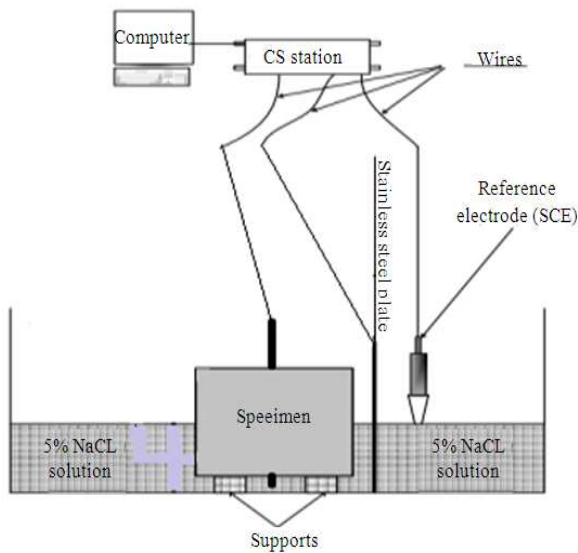 Computer
CS station
Wires
Stainless steel plate
Reference
electrode (SCE)
Speeimen
5% NaCL
solution
5% NaCL
solution
Supports